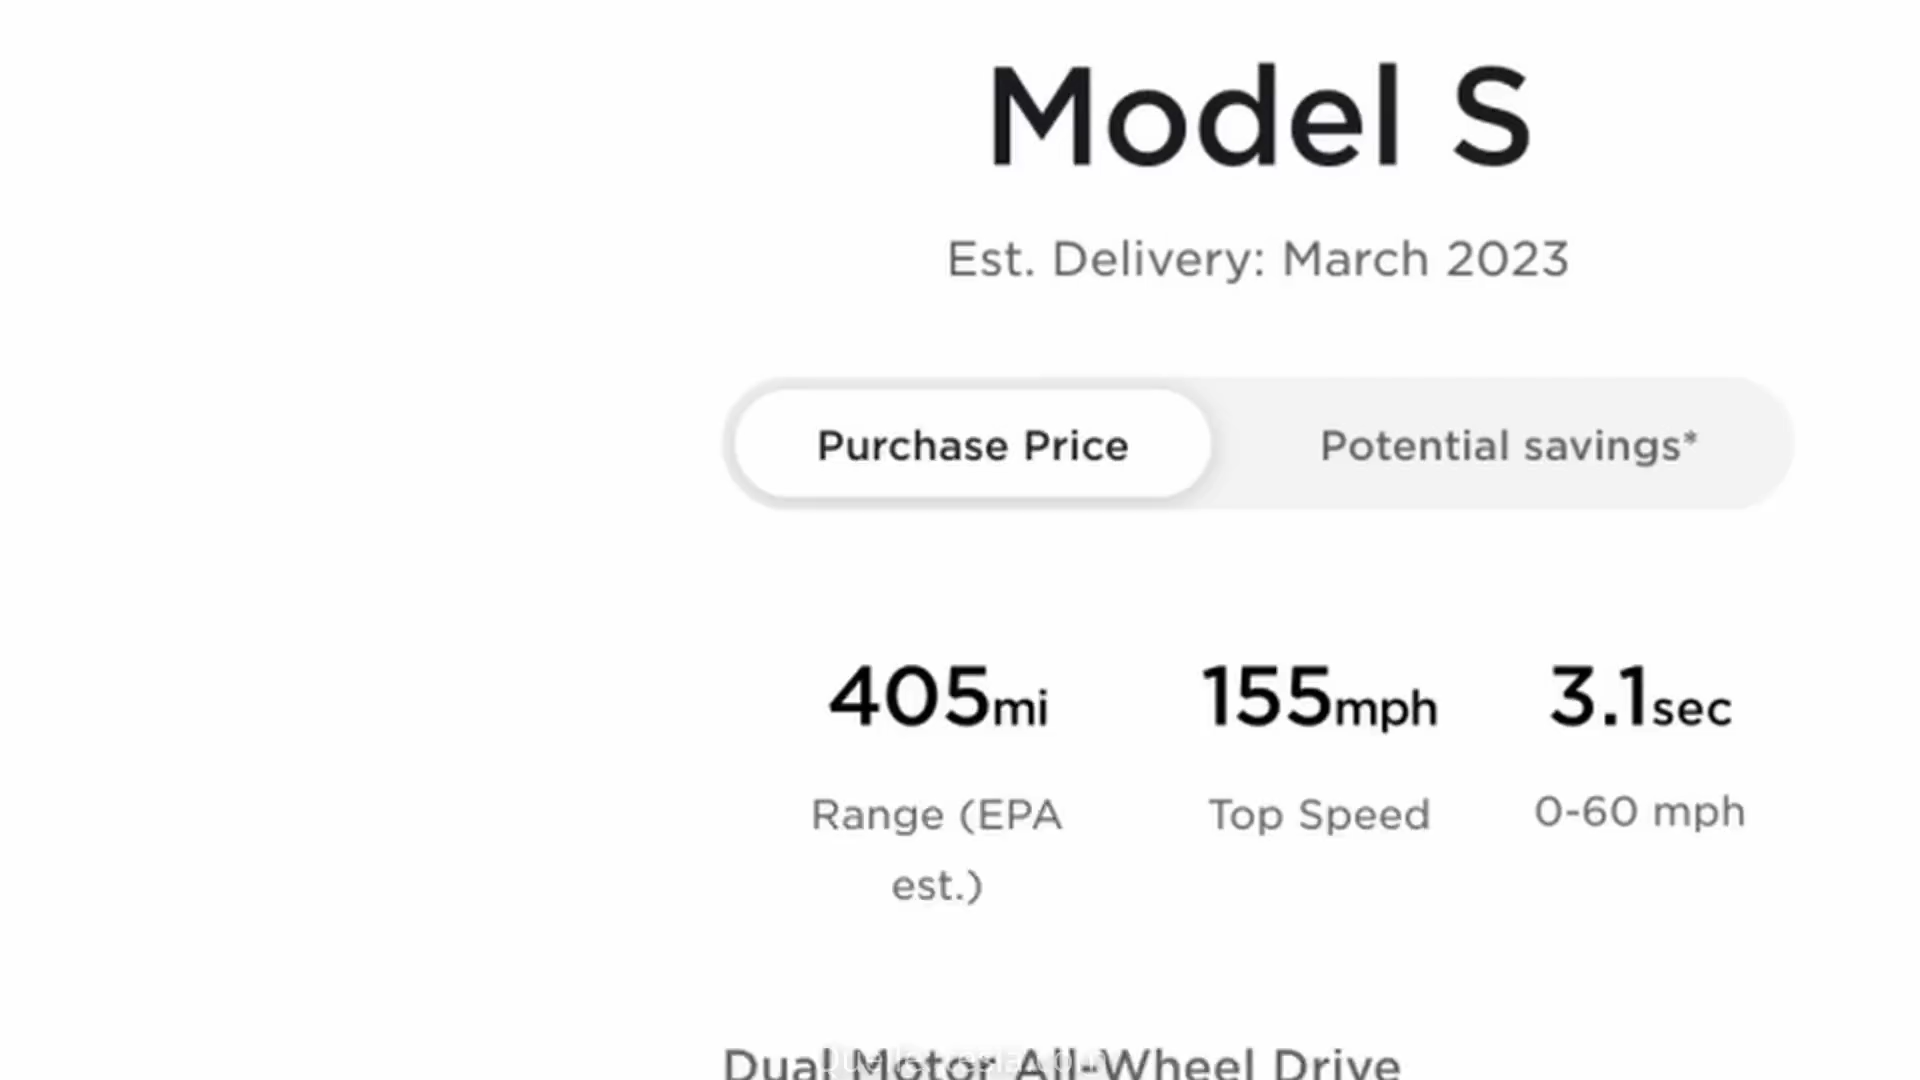 Model S
Est. Delivery: March 2023
Purchase Price
Potential savings*
405mi
155mph
3.1sec
Range (EPA
est.)
Top Speed
0-60 mph
Dual Motor All-Wheel Drive